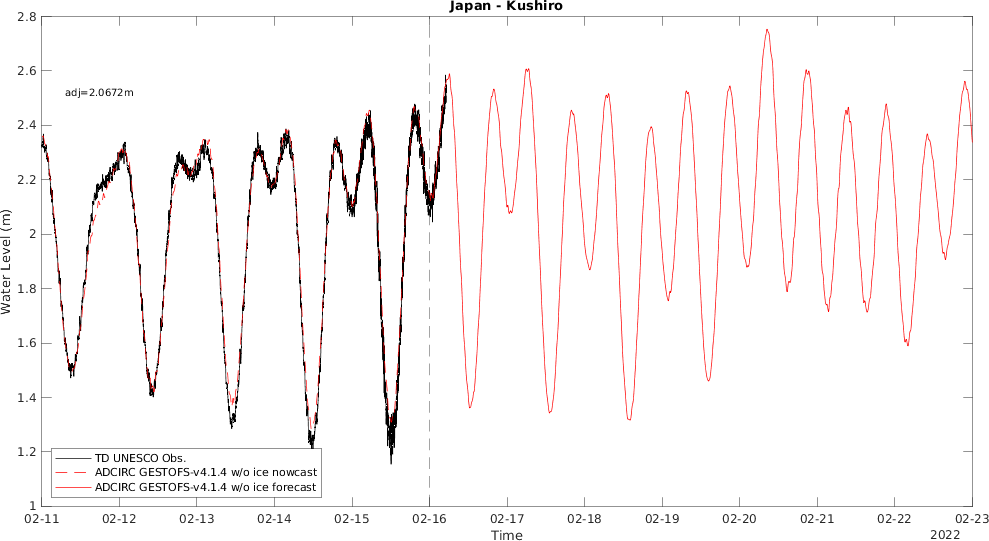 Japan - Kushiro
2.8
2.6
2.4
2.2
2
1.8
1.6
1.4
1.2
1
Water Level (m)
adj=2.0672m
TD UNESCO Obs.
ADCIRC GESTOFS-v4.1.4 w/o ice nowcast
ADCIRC GESTOFS-v4.1.4 w/o ice forecast
02-11 02-12 02-13 02-14 02-15 02-16 02-17 02-18 02-19 02-20 02-21 02-22 02-23
Time
2022